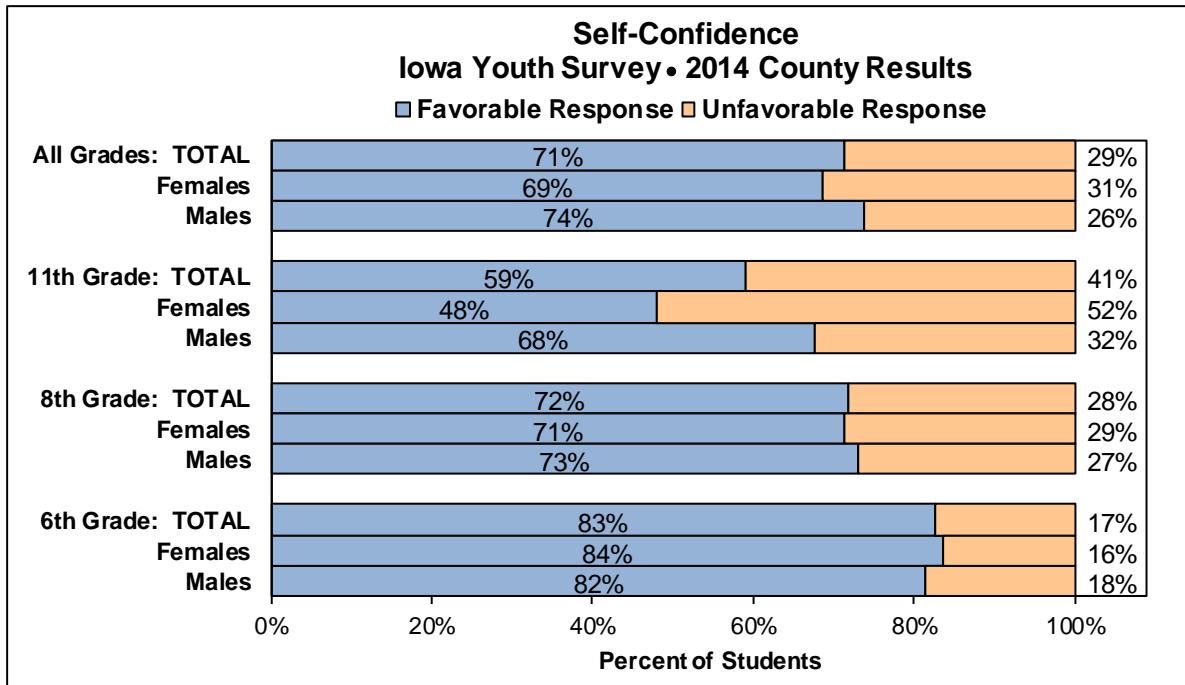 Self-Confidence
Iowa Youth Survey • 2014 County Results
Favorable Response Unfavorable Response
All Grades: TOTAL 71% 29%
Females 69% 31%
Males 74% 26%
11th Grade: TOTAL 59% 41%
Females 48% 52%
Males 68% 32%
8th Grade: TOTAL 72% 28%
Females 71% 29%
Males 73% 27%
6th Grade: TOTAL 83% 17%
Females 84% 16%
Males 82% 18%
0% 20% 40% 60% 80% 100%
Percent of Students